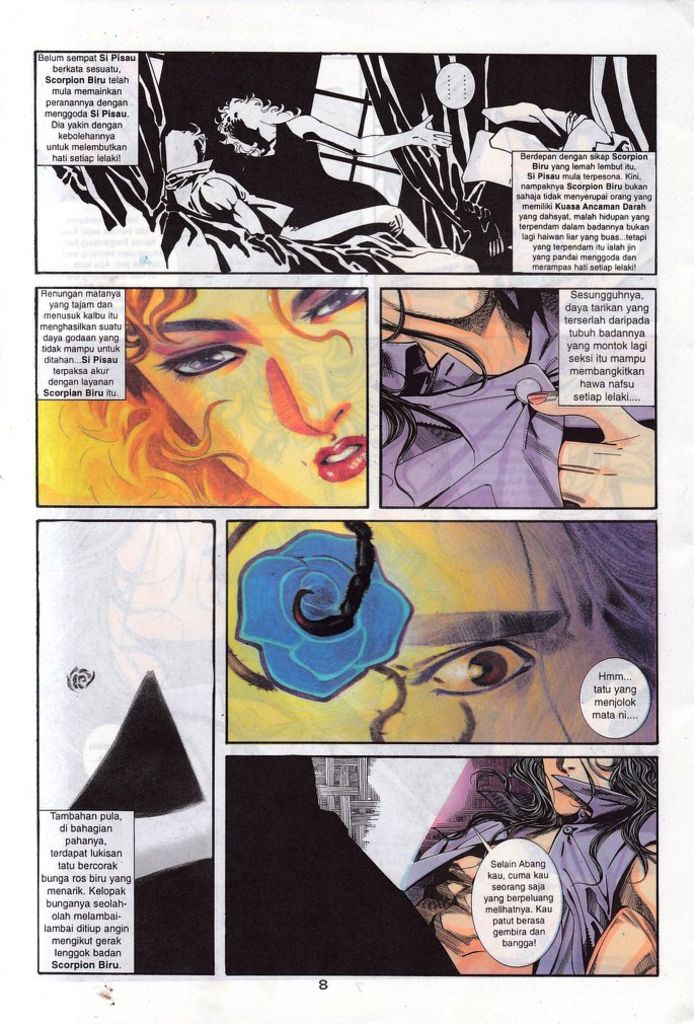 Belum sempat Si Pisau
berkata sesuatu,
Scorpion Biru telah
mula memainkan
peranannya dengan
menggoda Si Pisau.
Dia yakin dengan
kebolehannya
untuk melembutkan
hati setiap lelaki!
Berdepan dengan sikap Scorpion
Biru yang lemah lembut itu,
Si Pisau mula terpesona. Kini,
nampaknya Scorpion Biru bukan
sahaja tidak menyerupai orang yang
memiliki Kuasa Ancaman Darah
yang dahsyat, malah hidupan yang
terpendam dalam badannya bukan
lagi haiwan liar yang buas...tetapi
yang terpendam itu ialah jin
yang pandai menggoda dan
merampas hati setiap lelaki!
Renungan matanya
yang tajam dan
menusuk kalbu itu
menghasilkan suatu
daya godaan yang
tidak mampu untuk
ditahan...Si Pisau
terpaksa akur
dengan layanan
Scorpian Biru itu.
Sesungguhnya,
daya tarikan yang
terserlah daripada
tubuh badannya
yang montok lagi
seksi itu mampu
membangkitkan
hawa nafsu
setiap lelaki....
Tambahan pula,
di bahagian
pahanya,
terdapat lukisan
tatu bercorak
bunga ros biru yang
menarik. Kelopak
bunganya seolah-
olah melambai-
lambai ditiup angin
mengikut gerak
lenggok badan
Scorpion Biru.
Hmm...
tatu yang
menjolok
mata ni....
Selain Abang
kau, cuma kau
seorang saja
yang berpeluang
melihatnya. Kau
patut berasa
gembira dan
bangga!
8